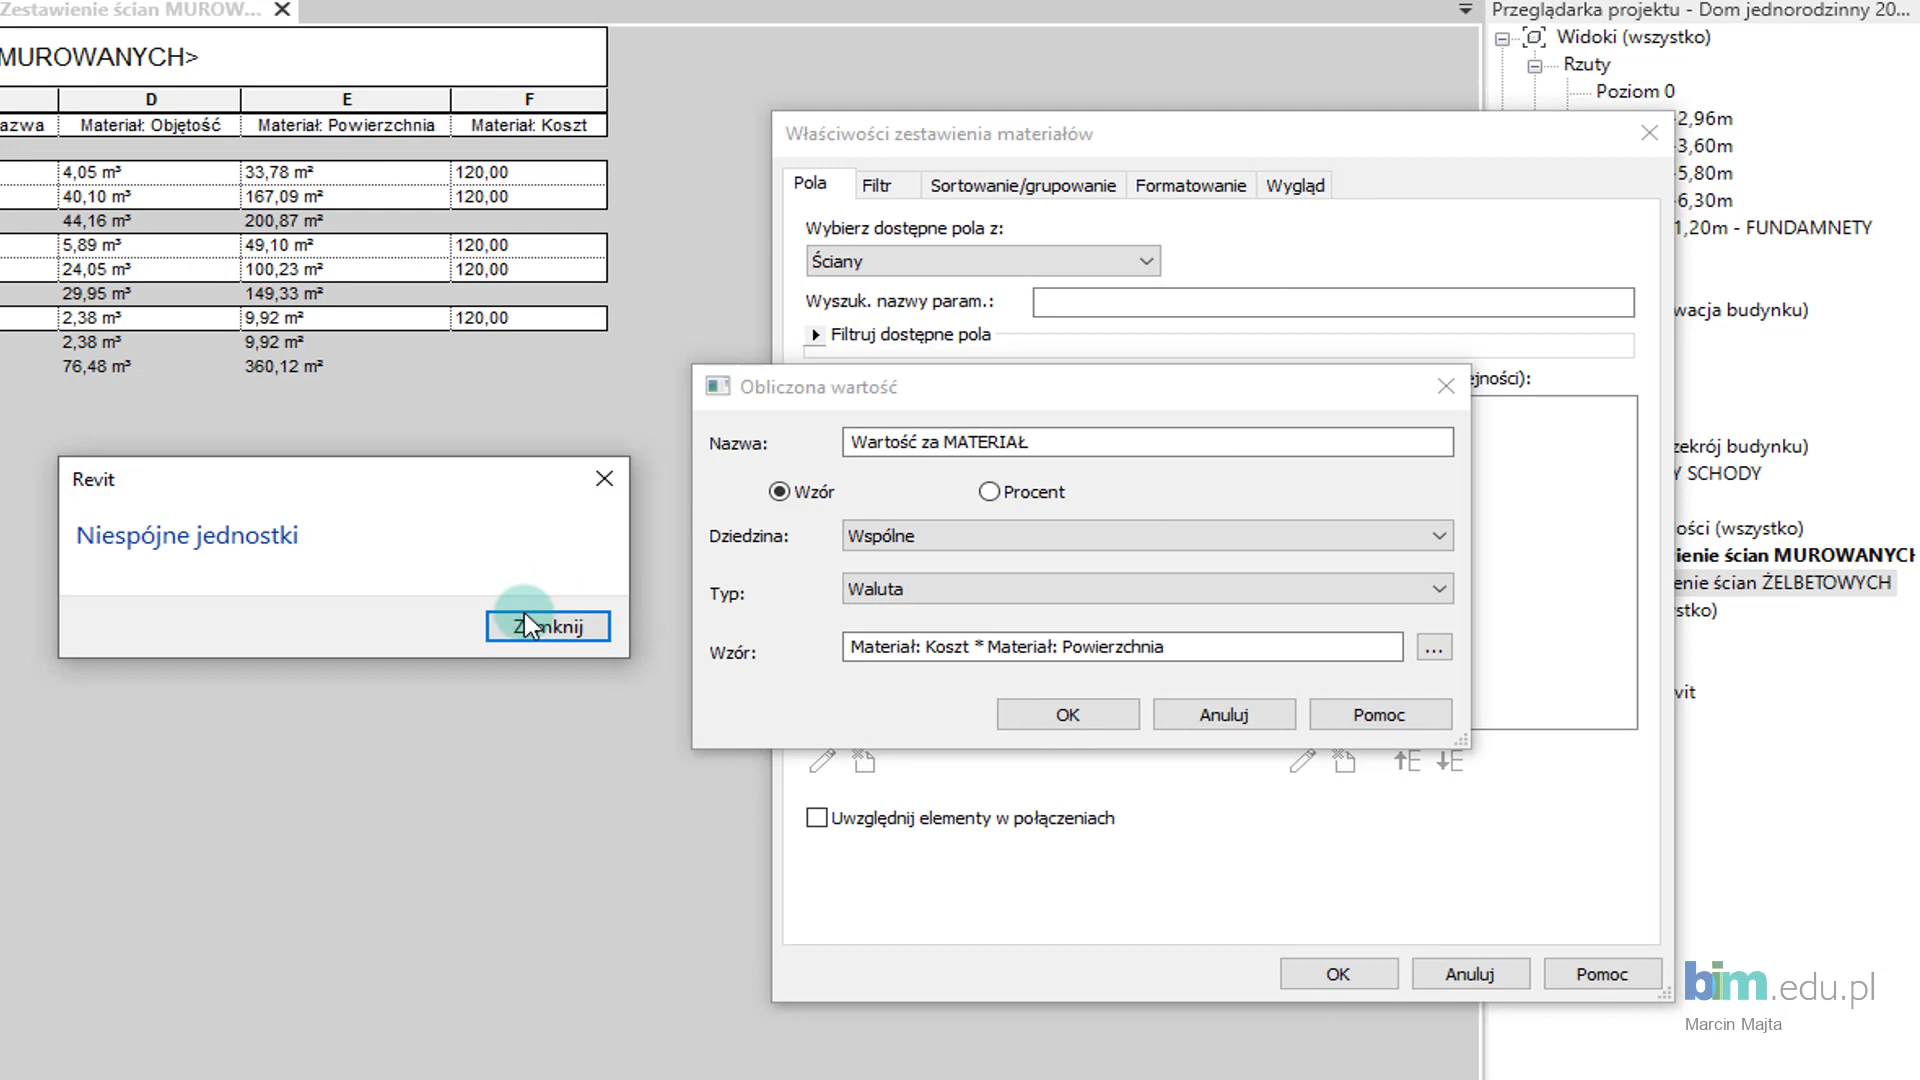 Zestawienie ścian MUROW...
MUROWANYCH>
D E F
azwa Materiał: Objętość Materiał: Powierzchnia Materiał: Koszt
4,05 m³ 33,78 m² 120,00
40,10 m³ 167,09 m² 120,00
44,16 m³ 200,87 m²
5,89 m³ 49,10 m² 120,00
24,05 m³ 100,23 m² 120,00
29,95 m³ 149,33 m²
2,38 m³ 9,92 m² 120,00
2,38 m³ 9,92 m²
76,48 m³ 360,12 m²
Revit
Niespójne jednostki
Właściwości zestawienia materiałów
Pola Filtr Sortowanie/grupowanie Formatowanie Wygląd
Wybierz dostępne pola z:
Ściany
Wyszuk. nazwy param.:
Filtruj dostępne pola
ejności):
Obliczona wartość
Nazwa: Wartość za MATERIAŁ
Wzór Procent
Dziedzina: Wspólne
Typ: Waluta
Wzór: Materiał: Koszt * Materiał: Powierzchnia ...
OK Anuluj Pomoc
Uwzględnij elementy w połączeniach
OK Anuluj Pomoc
Przeglądarka projektu - Dom jednorodzinny 20...
Widoki (wszystko)
Rzuty
Poziom 0
2,96m
3,60m
5,80m
6,30m
1,20m - FUNDAMNETY
wacja budynku)
zekrój budynku)
Y SCHODY
ości (wszystko)
ienie ścian MUROWANYCH
enie ścian ŻELBETOWYCH
stko)
vit
bim.edu.pl
Marcin Majta